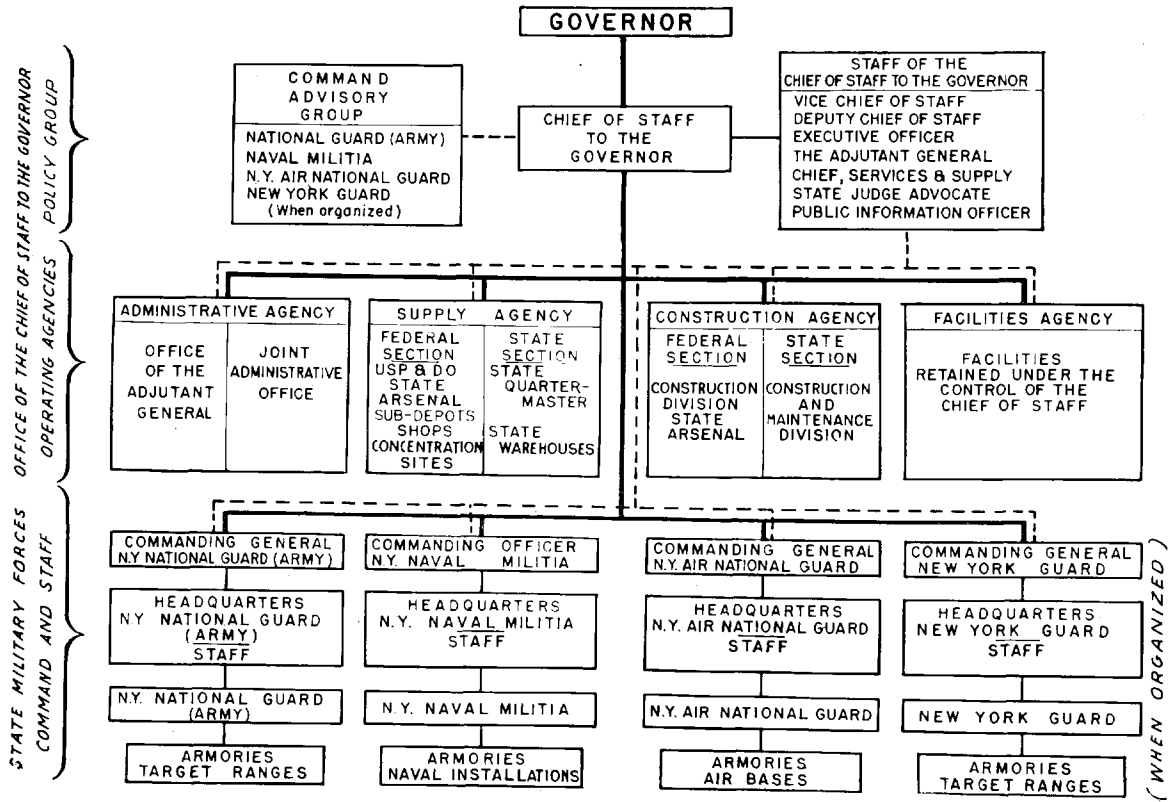 GOVERNOR
COMMAND
ADVISORY
GROUP
NATIONAL GUARD (ARMY)
NAVAL MILITIA
N.Y. AIR NATIONAL GUARD
NEW YORK GUARD
(When organized)
CHIEF OF STAFF
TO THE
GOVERNOR
STAFF OF THE
CHIEF OF STAFF TO THE GOVERNOR
VICE CHIEF OF STAFF
DEPUTY CHIEF OF STAFF
EXECUTIVE OFFICER
THE ADJUTANT GENERAL
CHIEF, SERVICES & SUPPLY
STATE JUDGE ADVOCATE
PUBLIC INFORMATION OFFICER
OFFICE OF THE CHIEF OF STAFF TO THE GOVERNOR
POLICY GROUP
OPERATING AGENCIES
ADMINISTRATIVE AGENCY
OFFICE
OF THE
ADJUTANT
GENERAL
JOINT
ADMINISTRATIVE
OFFICE
SUPPLY AGENCY
FEDERAL
SECTION
USP & DO
STATE
ARSENAL
SUB-DEPOTS
SHOPS
CONCENTRATION
SITES
STATE
SECTION
STATE
QUARTER-
MASTER
STATE
WAREHOUSES
CONSTRUCTION AGENCY
FEDERAL
SECTION
CONSTRUCTION
DIVISION
STATE
ARSENAL
STATE
SECTION
CONSTRUCTION
AND
MAINTENANCE
DIVISION
FACILITIES AGENCY
FACILITIES
RETAINED UNDER THE
CONTROL OF THE
CHIEF OF STAFF
STATE MILITARY FORCES
COMMAND AND STAFF
COMMANDING GENERAL
N.Y NATIONAL GUARD (ARMY)
HEADQUARTERS
N.Y NATIONAL GUARD
(ARMY)
STAFF
N.Y. NATIONAL GUARD
(ARMY)
ARMORIES
TARGET RANGES
COMMANDING OFFICER
N.Y. NAVAL MILITIA
HEADQUARTERS
N.Y. NAVAL MILITIA
STAFF
N.Y. NAVAL MILITIA
ARMORIES
NAVAL INSTALLATIONS
COMMANDING GENERAL
N.Y. AIR NATIONAL GUARD
HEADQUARTERS
N.Y. AIR NATIONAL GUARD
STAFF
N.Y. AIR NATIONAL GUARD
ARMORIES
AIR BASES
COMMANDING GENERAL
NEW YORK GUARD
HEADQUARTERS
NEW YORK GUARD
STAFF
NEW YORK GUARD
ARMORIES
TARGET RANGES
(WHEN ORGANIZED)